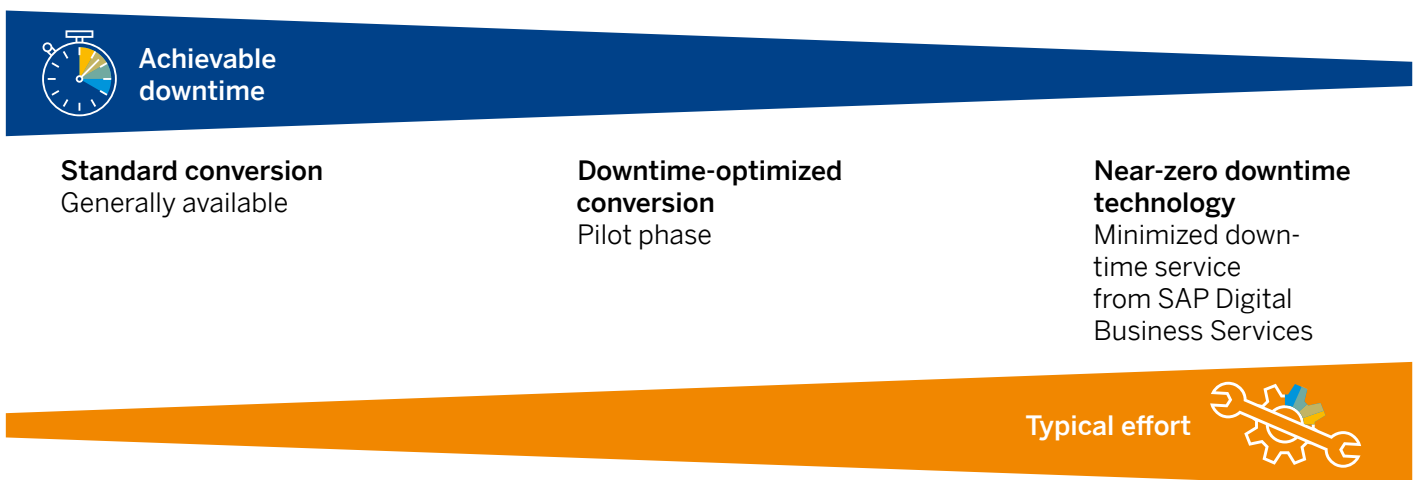 Achievable
downtime
Standard conversion
Generally available
Downtime-optimized
conversion
Pilot phase
Near-zero downtime
technology
Minimized down-
time service
from SAP Digital
Business Services
Typical effort